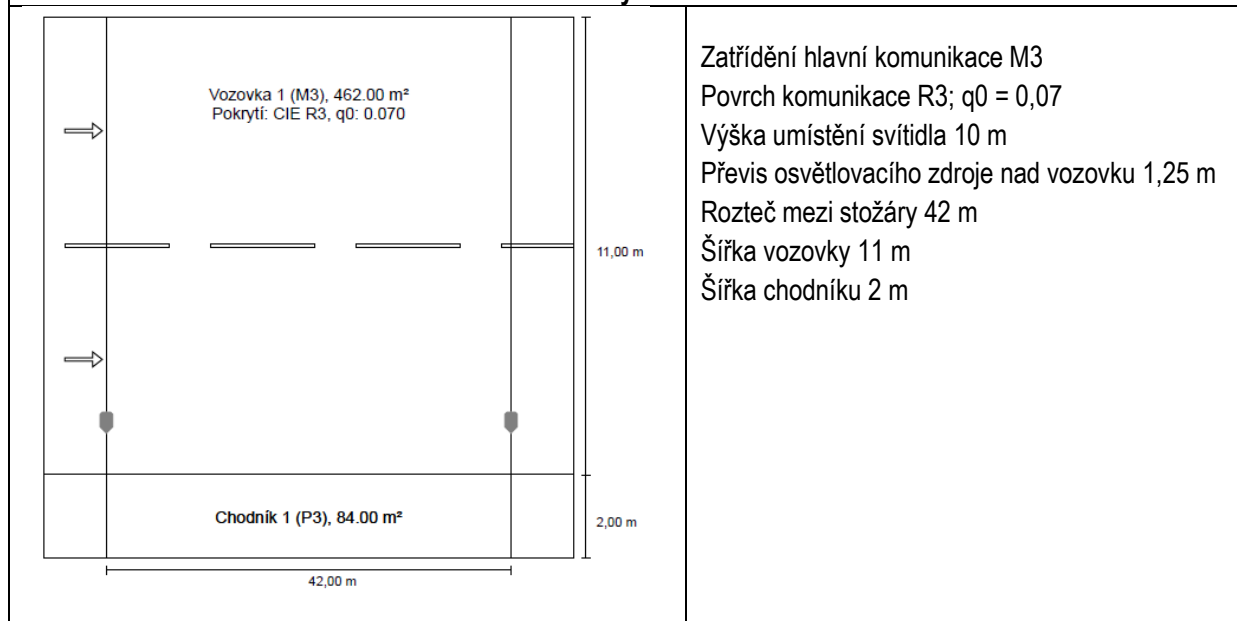 Vozovka 1 (M3), 462.00 m²
Pokrytí: CIE R3, q0: 0.070
11,00 m
Chodník 1 (P3), 84.00 m²
2,00 m
42,00 m
Zatřídění hlavní komunikace M3
Povrch komunikace R3; q0 = 0,07
Výška umístění svítidla 10 m
Převis osvětlovacího zdroje nad vozovku 1,25 m
Rozteč mezi stožáry 42 m
Šířka vozovky 11 m
Šířka chodníku 2 m